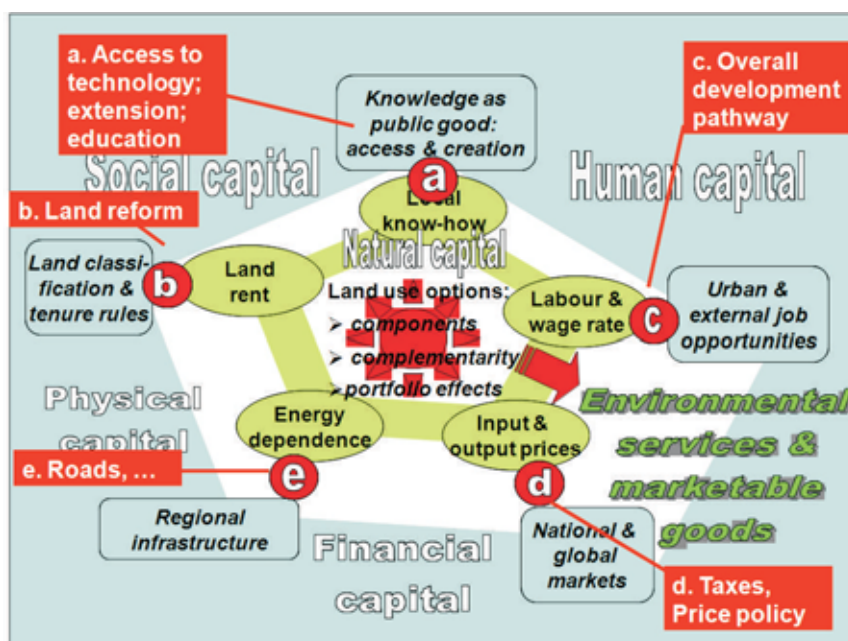 a. Access to
technology;
extension;
education
Knowledge as
public good:
access & creation
c. Overall
development
pathway
Social capital
Human capital
a
Local
know-how
b. Land reform
Land classi-
fication &
tenure rules
b
Land
rent
Natural capital
Land use options:
➢ components
➢ complementarity
➢ portfolio effects
Labour &
wage rate
c
Urban &
external job
opportunities
Physical
capital
Energy
dependence
Input &
output prices
Environmental
services &
marketable
goods
e. Roads, ...
e
d
Regional
infrastructure
Financial
capital
National &
global
markets
d. Taxes,
Price policy